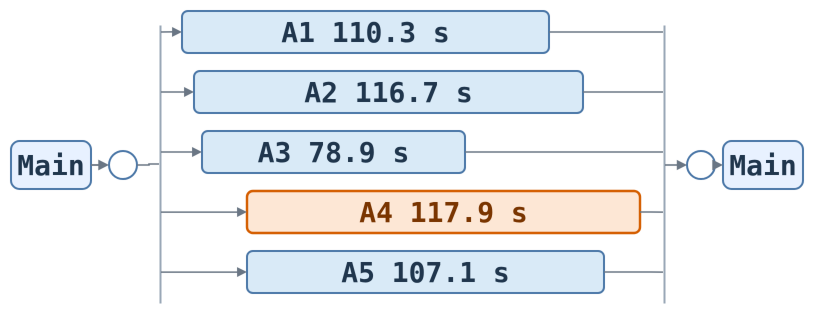 A1 110.3 s
A2 116.7 s
A3 78.9 s
Main
Main
A4 117.9 s
A5 107.1 s